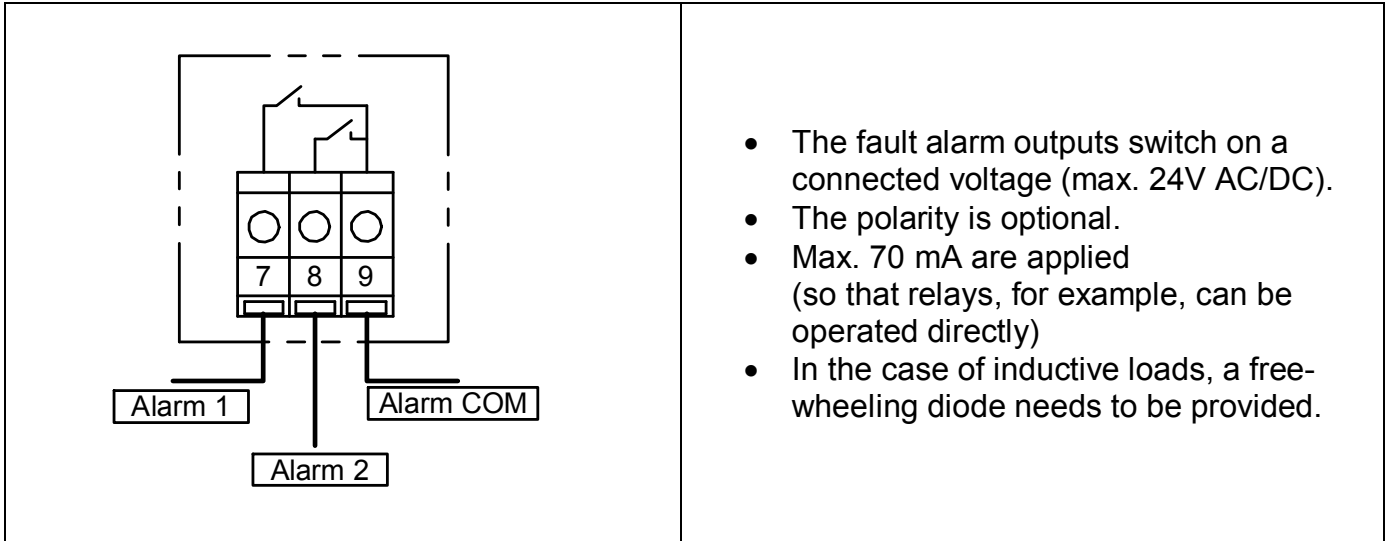 7 8 9
Alarm 1
Alarm COM
Alarm 2
• The fault alarm outputs switch on a
connected voltage (max. 24V AC/DC).
• The polarity is optional.
• Max. 70 mA are applied
(so that relays, for example, can be
operated directly)
• In the case of inductive loads, a free-
wheeling diode needs to be provided.